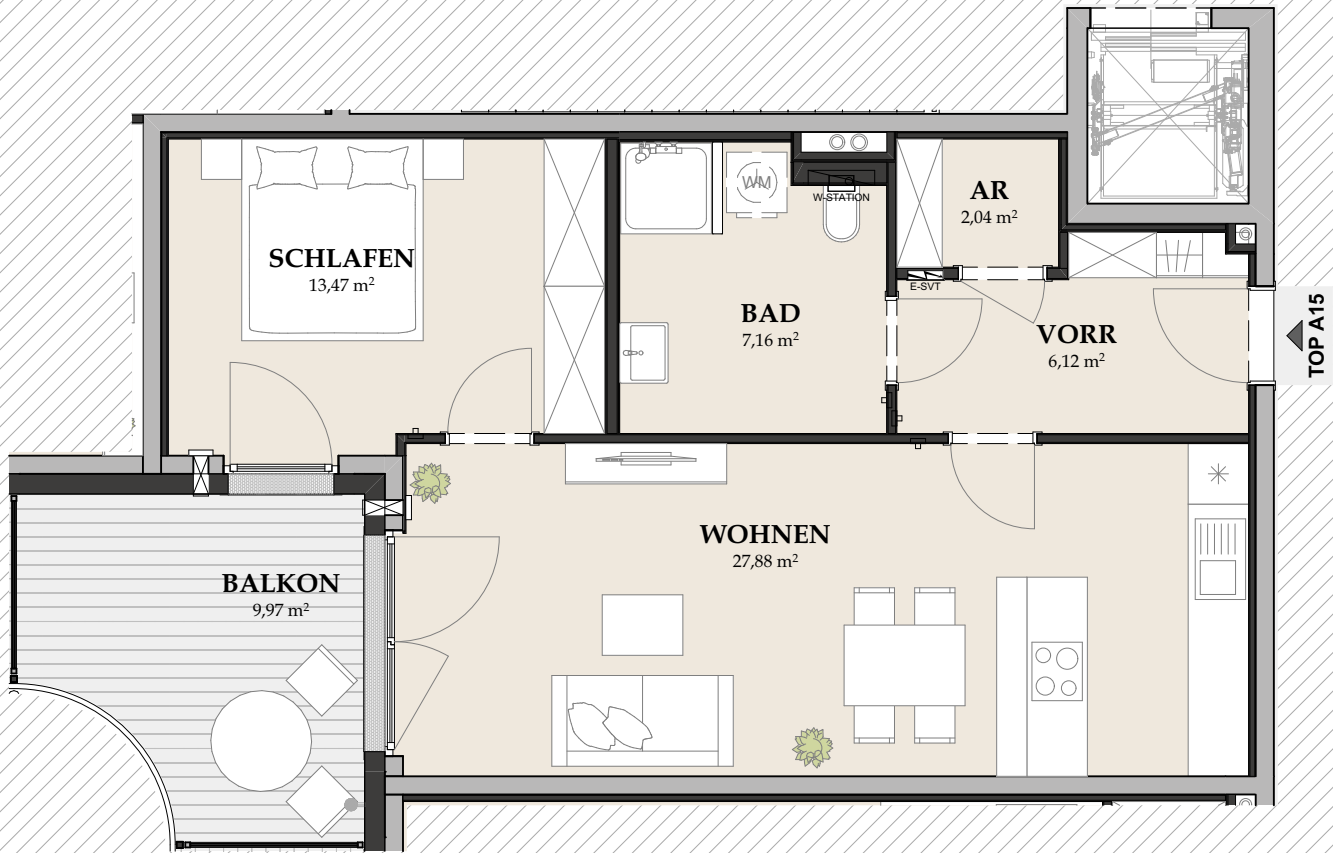 SCHLAFEN
13,47 m²
WM
W-STATION
AR
2,04 m²
E-SVT
BAD
7,16 m²
VORR
6,12 m²
TOP A15
WOHNEN
27,88 m²
BALKON
9,97 m²